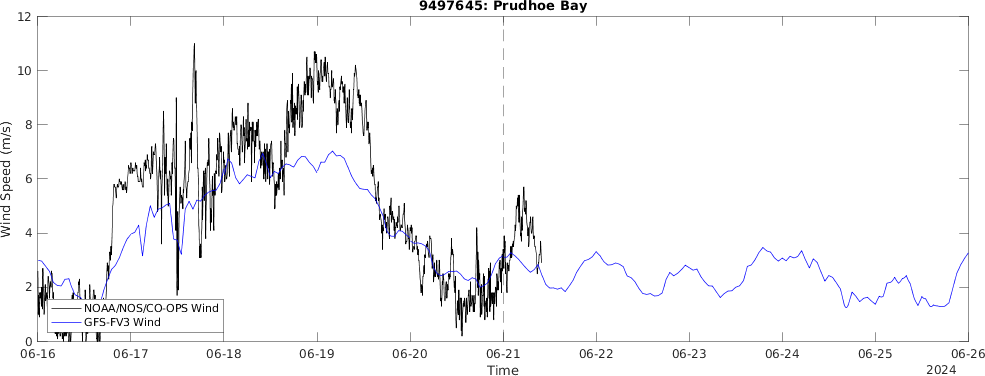 9497645: Prudhoe Bay
12
10
8
6
4
2
0
Wind Speed (m/s)
NOAA/NOS/CO-OPS Wind
GFS-FV3 Wind
06-16 06-17 06-18 06-19 06-20 06-21 06-22 06-23 06-24 06-25 06-26
Time
2024